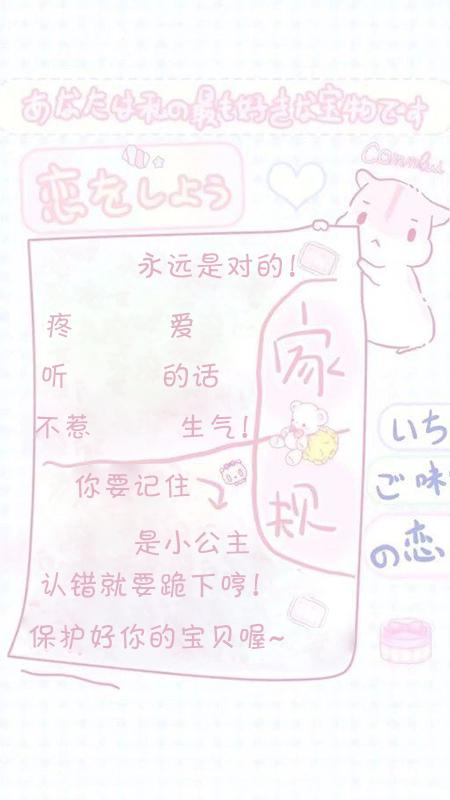 あなたは私の最も好きな宝物です
恋をしよう
永远是对的!
疼 爱
听 的话
不惹 生气!
家规
你要记住
是小公主
认错就要跪下哼!
保护好你的宝贝喔~
いち
ご味
の恋